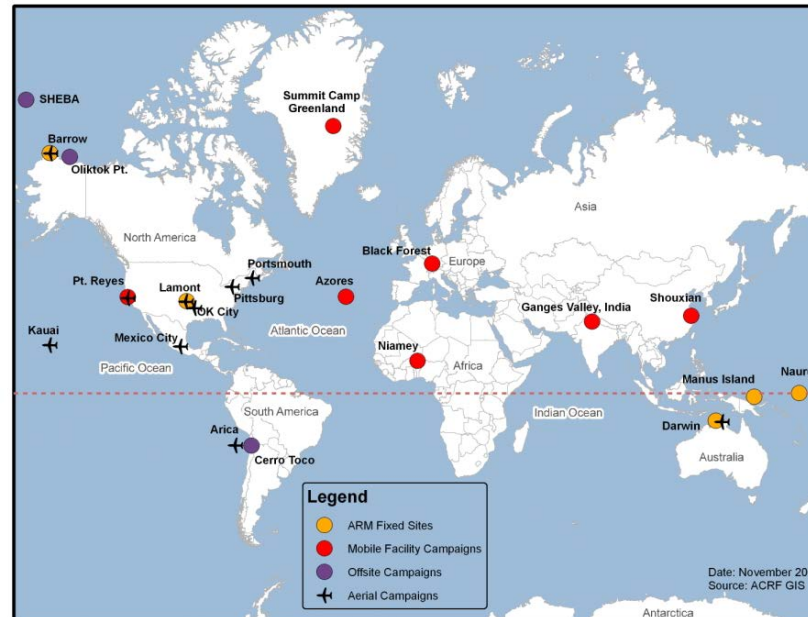 Summit Camp
Greenland
SHEBA
Barrow
Oliktok Pt.
Asia
North America
Black Forest
Europe
Portsmouth
Pt. Reyes
Lamont
Azores
Pittsburg
OK City
Ganges Valley, India
Shouxian
Kauai
Mexico City
Atlantic Ocean
Niamey
Pacific Ocean
Africa
Manus Island
Nauru
South America
Indian Ocean
Arica
Darwin
Cerro Toco
Australia
Legend
ARM Fixed Sites
Mobile Facility Campaigns
Offsite Campaigns
Aerial Campaigns
Date: November 20
Source: ACRF GIS
Antarctica